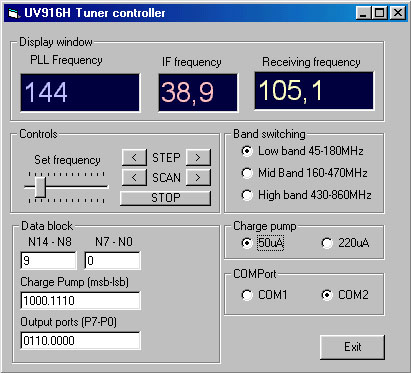 UV916H Tuner controller
Display window
PLL Frequency IF frequency Receiving frequency
144 38,9 105,1
Controls
Set frequency
< STEP >
< SCAN >
STOP
Band switching
Low band 45-180MHz
Mid Band 160-470MHz
High band 430-860MHz
Data block
N14 - N8 N7 - N0
9 0
Charge Pump (msb-lsb)
1000.1110
Output ports (P7-P0)
0110.0000
Charge pump
50uA 220uA
COMPort
COM1 COM2
Exit